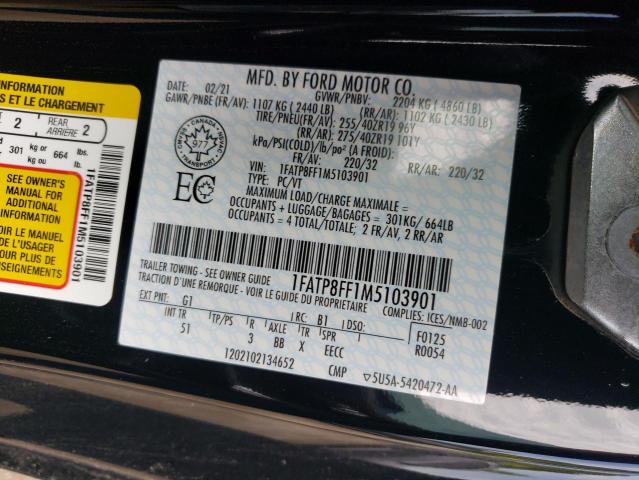 INFORMATION
S ET LE CHARGEMENT
2
REAR
ARRIÈRE
2
301 kg or 664 lbs.
SEE OWNER'S
MANUAL FOR
ADDITIONAL
INFORMATION
IR LE MANUEL
DE L'USAGER
POUR PLUS DE
NSEIGNEMENTS
1FATP8FF1M5103901
MFD. BY FORD MOTOR CO.
DATE: 02/21 GVWR/PNBV: 2204 KG ( 4860 LB)
GAWR/PNBE (FR/AV): 1107 KG ( 2440 LB) (RR/AR): 1102 KG ( 2430 LB)
TIRE/PNEU(FR/AV): 255/40ZR19 96Y
(RR/AR): 275/40ZR19 101Y
kPa/PSI(COLD)/lb/po² (A FROID):
FR/AV: 220/32 RR/AR: 220/32
VIN: 1FATP8FF1M5103901
TYPE: PC/VT
MAXIMUM LOAD/CHARGE MAXIMALE =
OCCUPANTS + LUGGAGE/BAGAGES = 301KG/ 664LB
OCCUPANTS = 4 TOTAL/TOTALE; 2 FR/AV, 2 RR/AR
CANADA
977
TRANSPORT
EC
TRAILER TOWING - SEE OWNER GUIDE
TRACTION D'UNE REMORQUE - VOIR LE GUIDE DU PROPRIETAIRE
1FATP8FF1M5103901
COMPLIES: ICES/NMB-002
EXT PNT: G1 RC: B1 DSO: F0125
INT TR TP/PS R AXLE TR SPR R0054
51 3 BB X EECC
1202102134652 CMP 5U5A-5420472-AA